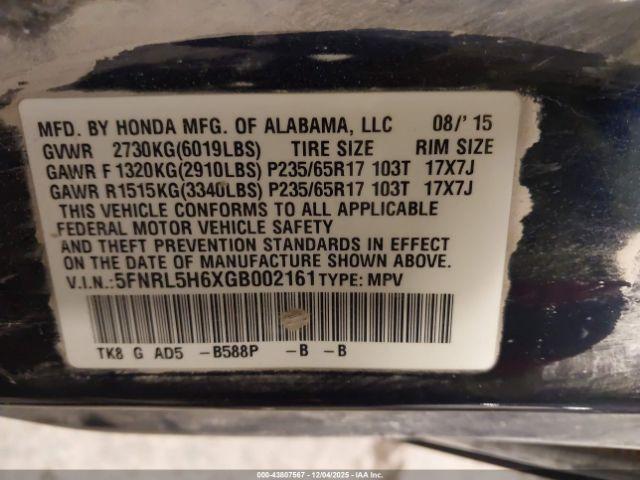 MFD. BY HONDA MFG. OF ALABAMA, LLC 08/'15
GVWR 2730KG(6019LBS) TIRE SIZE RIM SIZE
GAWR F 1320KG(2910LBS) P235/65R17 103T 17X7J
GAWR R1515KG(3340LBS) P235/65R17 103T 17X7J
THIS VEHICLE CONFORMS TO ALL APPLICABLE
FEDERAL MOTOR VEHICLE SAFETY
AND THEFT PREVENTION STANDARDS IN EFFECT
ON THE DATE OF MANUFACTURE SHOWN ABOVE.
V.I.N.:5FNRL5H6XGB002161 TYPE: MPV
TK8 G AD5 -B588P -B -B
000-43807567 - 12/04/2025 - IAA Inc.